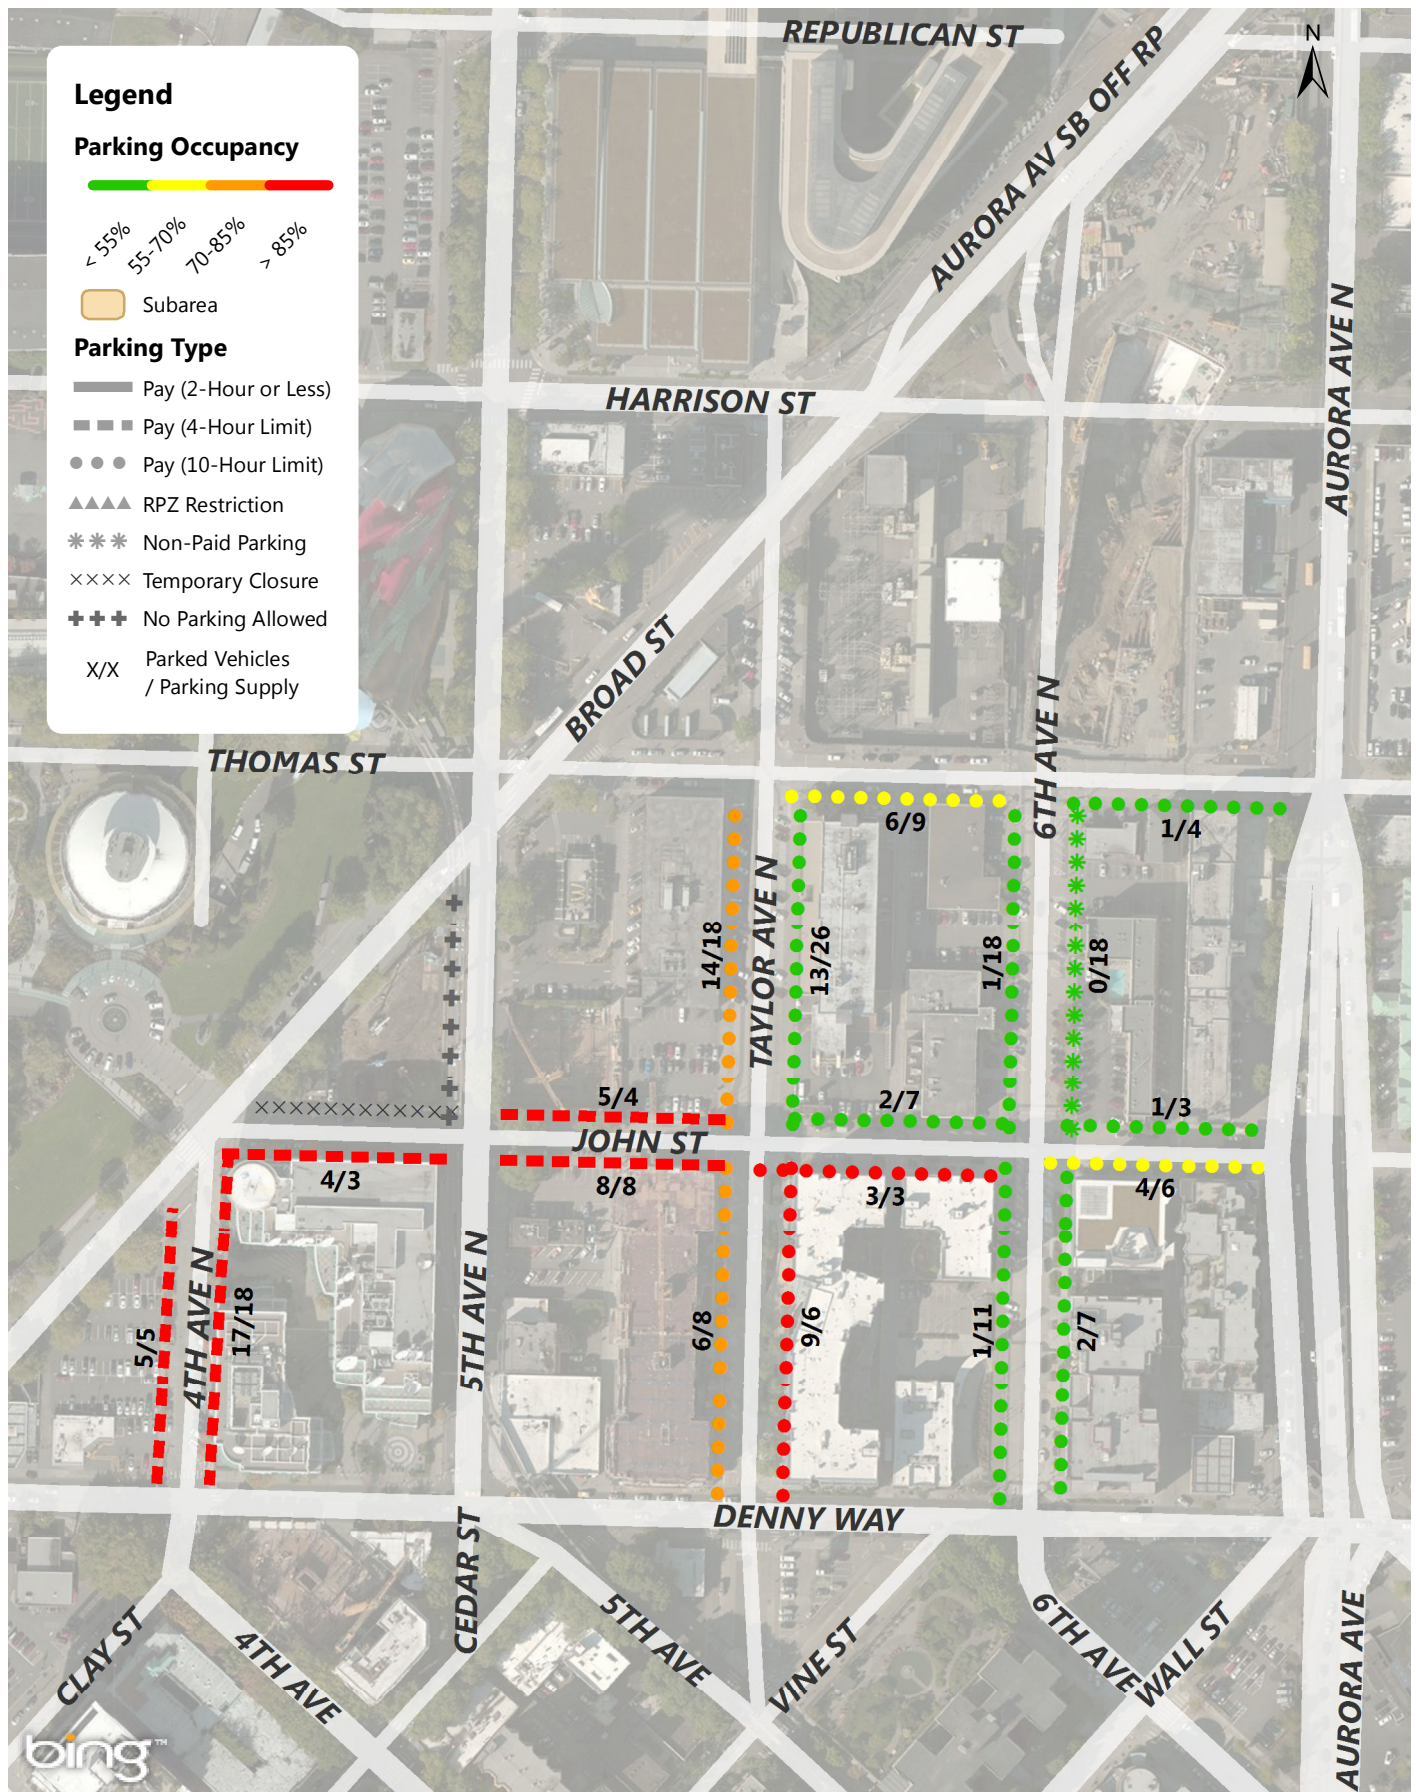 REPUBLICAN ST
N
AURORA AV SB OFF RP
Legend
Parking Occupancy
< 55%
55-70%
70-85%
> 85%
Subarea
Parking Type
Pay (2-Hour or Less)
Pay (4-Hour Limit)
Pay (10-Hour Limit)
RPZ Restriction
Non-Paid Parking
Temporary Closure
No Parking Allowed
X/X
Parked Vehicles
/ Parking Supply
AURORA AVE N
HARRISON ST
BROAD ST
6TH AVE N
THOMAS ST
6/9
1/4
TAYLOR AVE N
14/18
13/26
1/18
0/18
5/4
2/7
1/3
JOHN ST
4/3
8/8
3/3
4/6
5/5
4TH AVE N
17/18
5TH AVE N
6/8
9/6
1/11
2/7
DENNY WAY
CEDAR ST
CLAY ST
4TH AVE
5TH AVE
VINE ST
6TH AVE
WALL ST
AURORA AVE
bing™